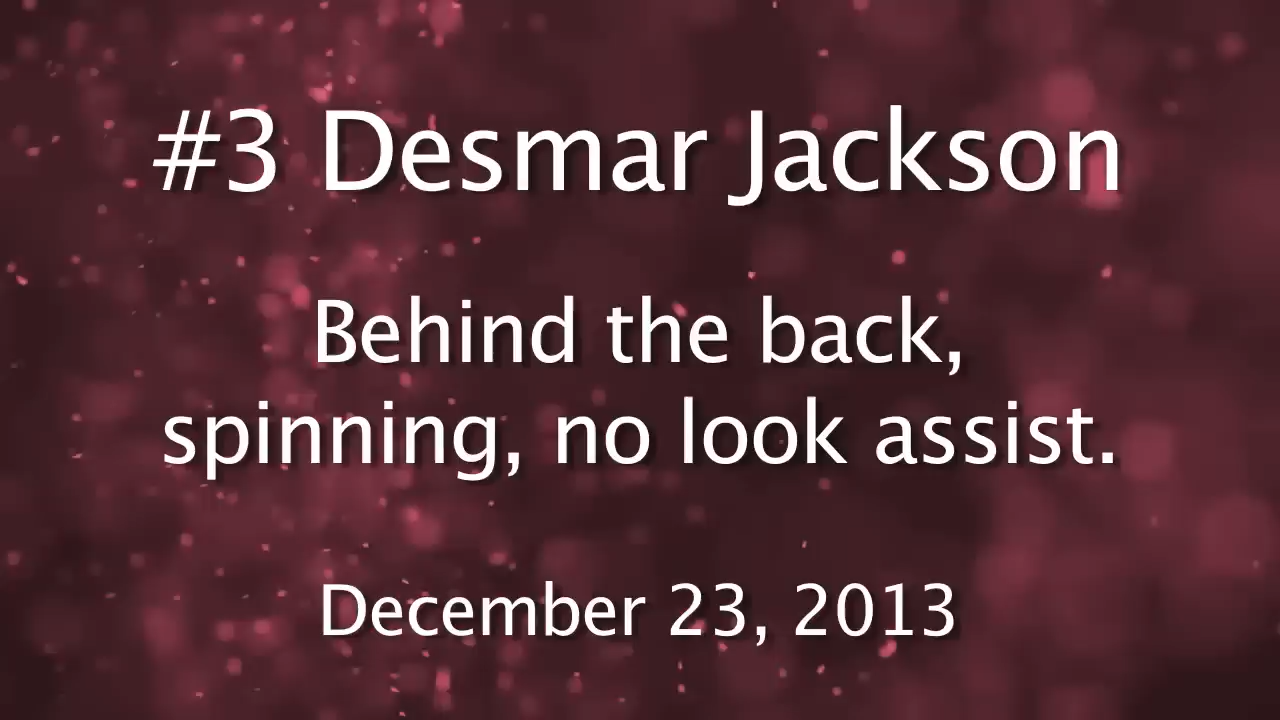 #3 Desmar Jackson
Behind the back,
spinning, no look assist.
December 23, 2013